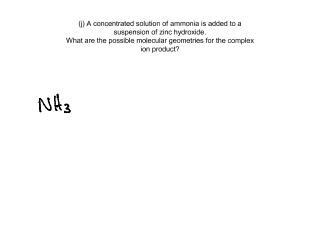 (j) A concentrated solution of ammonia is added to a
suspension of zinc hydroxide.
What are the possible molecular geometries for the complex
ion product?
NH3